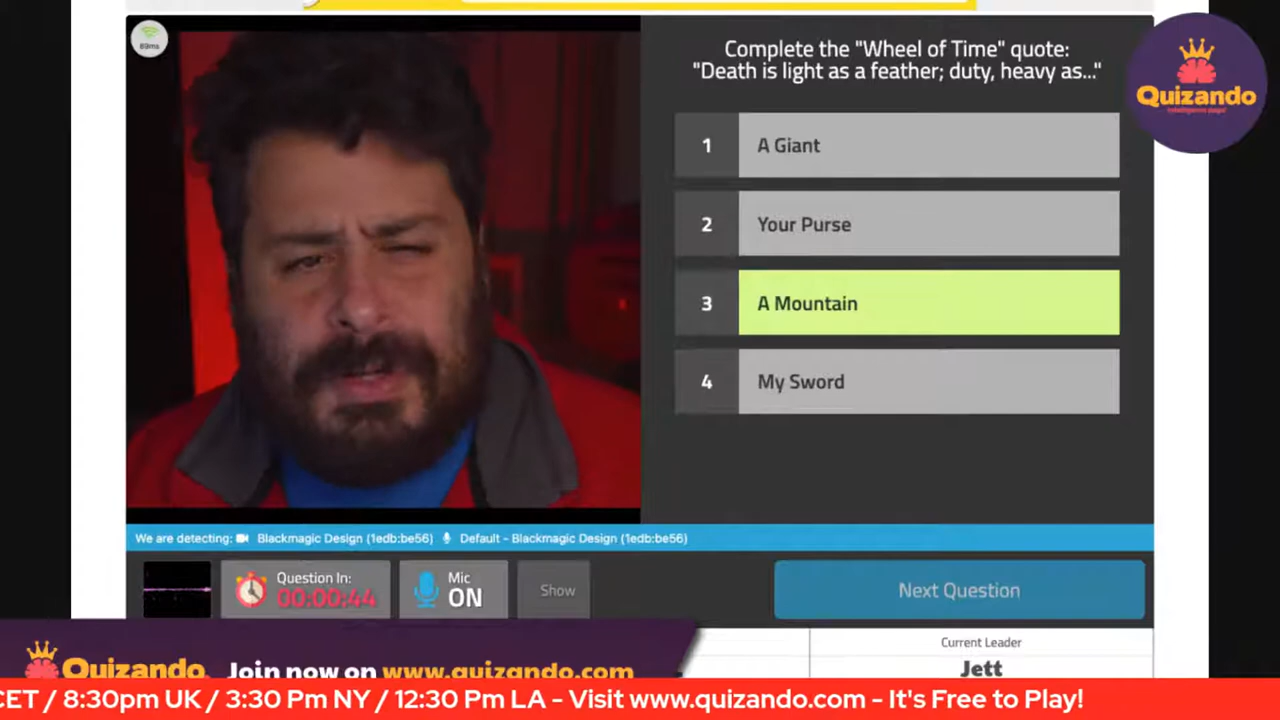 89ms
Complete the "Wheel of Time" quote:
"Death is light as a feather; duty, heavy as..."
Quizando
1 A Giant
2 Your Purse
3 A Mountain
4 My Sword
We are detecting: Blackmagic Design (1edb:be56) Default - Blackmagic Design (1edb:be56)
Question In:
00:00:44
Mic
ON
Show
Next Question
Current Leader
Jett
Quizando Join now on www.quizando.com
CET / 8:30pm UK / 3:30 Pm NY / 12:30 Pm LA - Visit www.quizando.com - It's Free to Play!